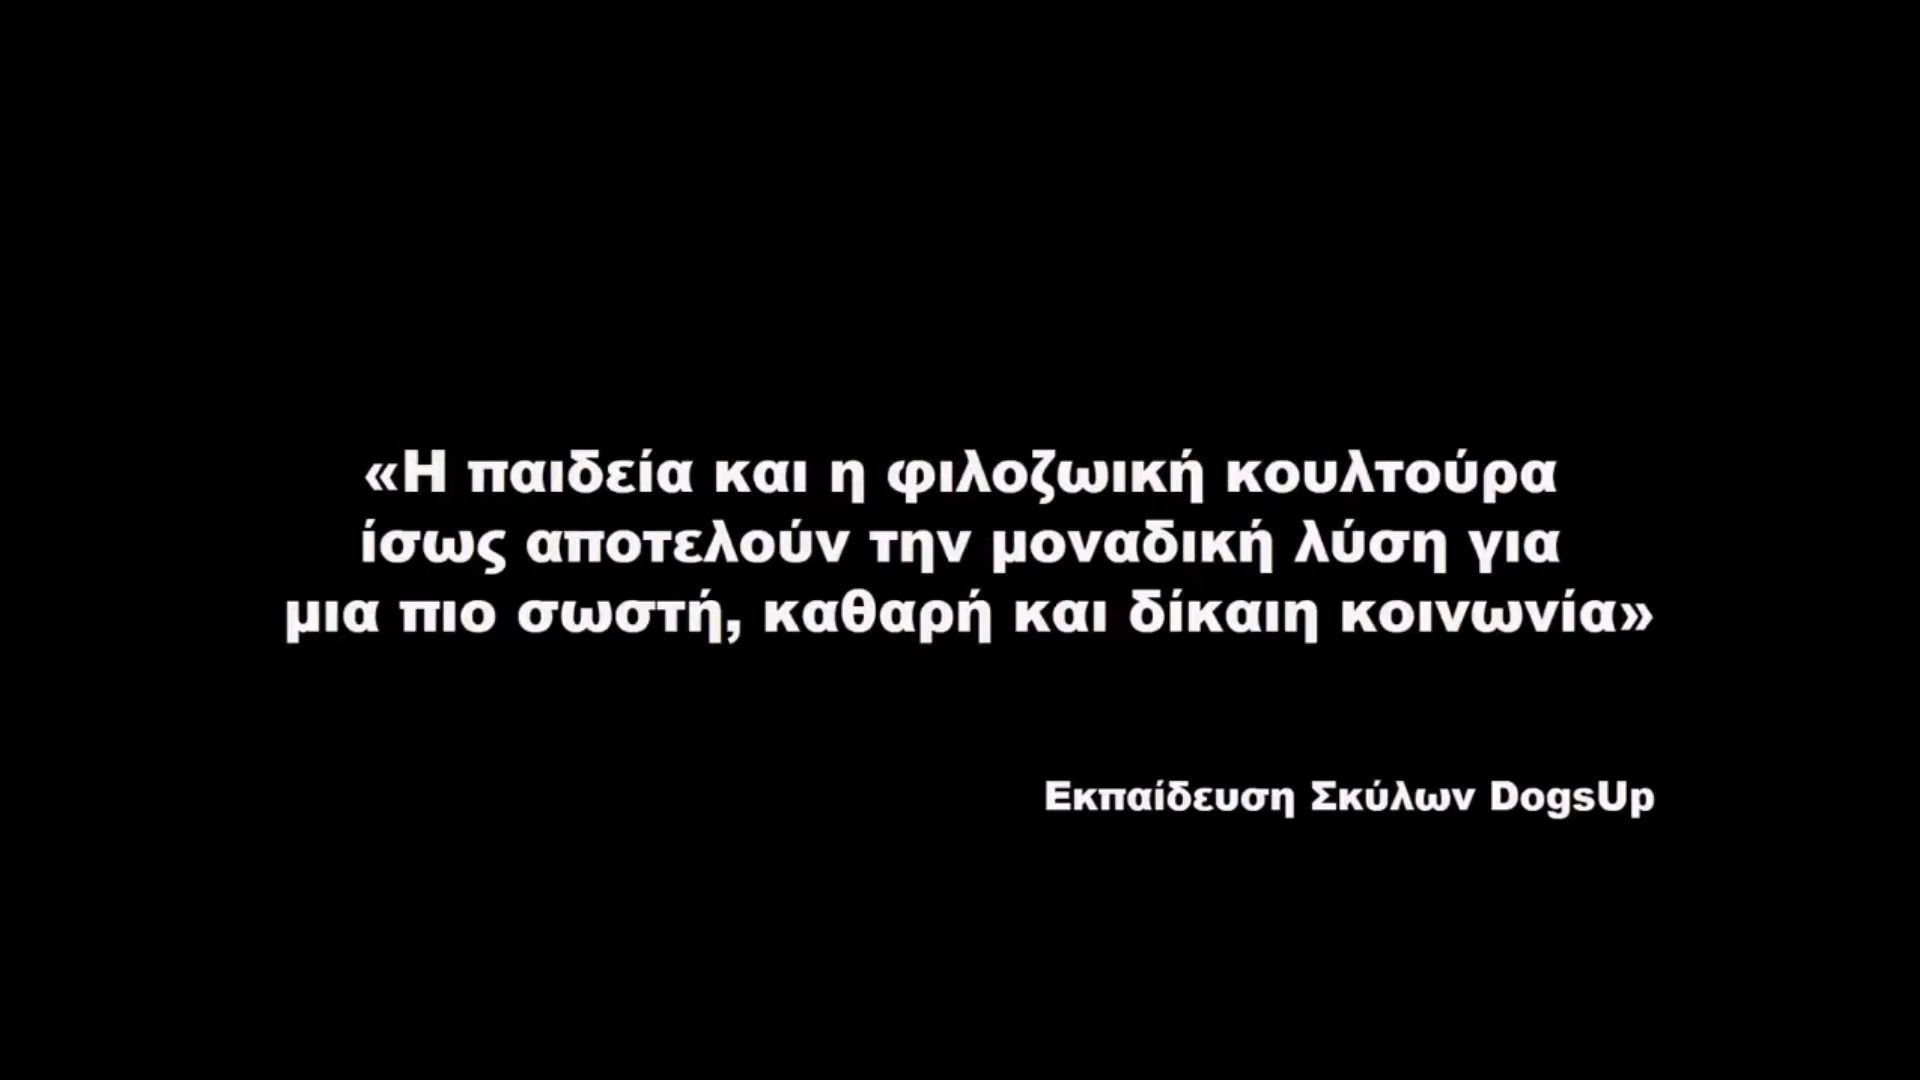 «Η παιδεία και η φιλοζωική κουλτούρα
ίσως αποτελούν την μοναδική λύση για
μια πιο σωστή, καθαρή και δίκαιη κοινωνία»
Εκπαίδευση Σκύλων DogsUp